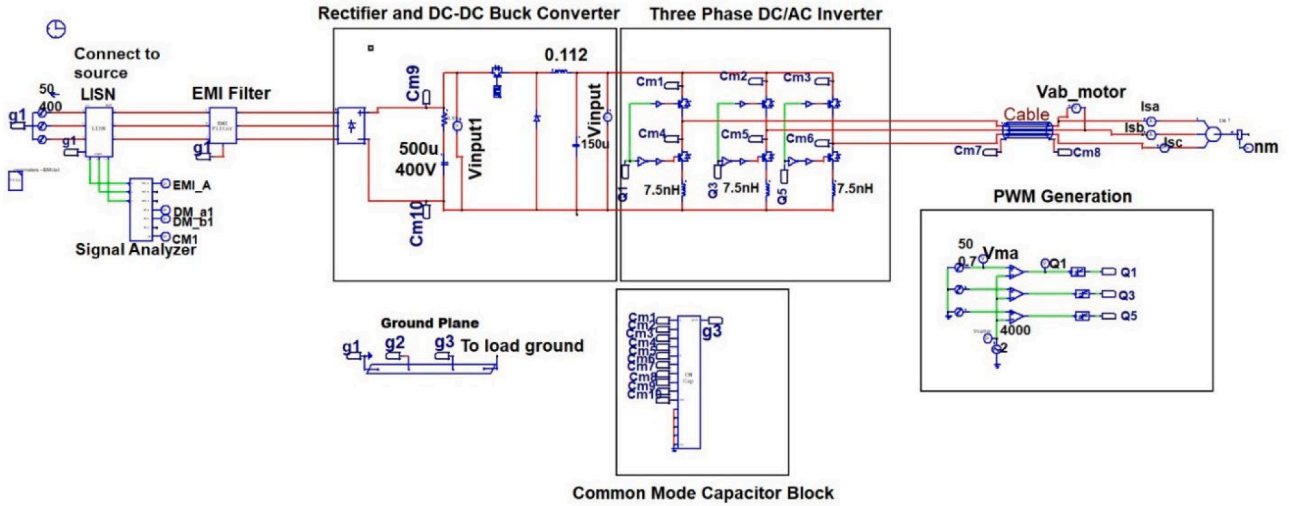 Rectifier and DC-DC Buck Converter
Three Phase DC/AC Inverter
Connect to
source
LISN
50
400
g1
g1
LISN
EMI Filter
EMI
Filter
g1
EMI_A
DM_a1
DM_b1
CM1
Signal Analyzer
Cm9
Cm10
500u
400V
Vinput1
0.112
Vinput
150u
Cm1
Cm2
Cm3
Cm4
Cm5
Cm6
Q1
Q3
Q5
7.5nH
7.5nH
7.5nH
Vab_motor
Cable
Cm7
Cm8
Isa
Isb
Isc
nm
PWM Generation
50
0.7
Vma
Q1
Q1
Q3
Q5
4000
2
Ground Plane
g1
g2
g3
To load ground
Cm1
Cm2
Cm3
Cm4
Cm5
Cm6
Cm7
Cm8
Cm9
Cm10
g3
CM
Cap
Common Mode Capacitor Block